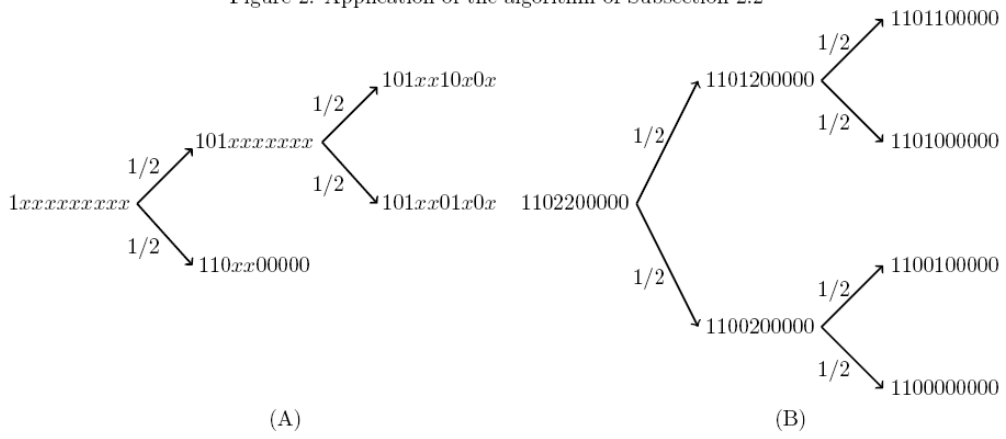 Figure 2: Application of the algorithm of Subsection 2.2
1101100000
1/2
101xx10x0x
1101200000
1/2
1/2
1/2
101xxxxxxx
1101000000
1/2
1/2
1xxxxxxxxx
101xx01x0x
1102200000
1/2
110xx00000
1/2
1100100000
1/2
1100200000
1/2
1100000000
(A)
(B)